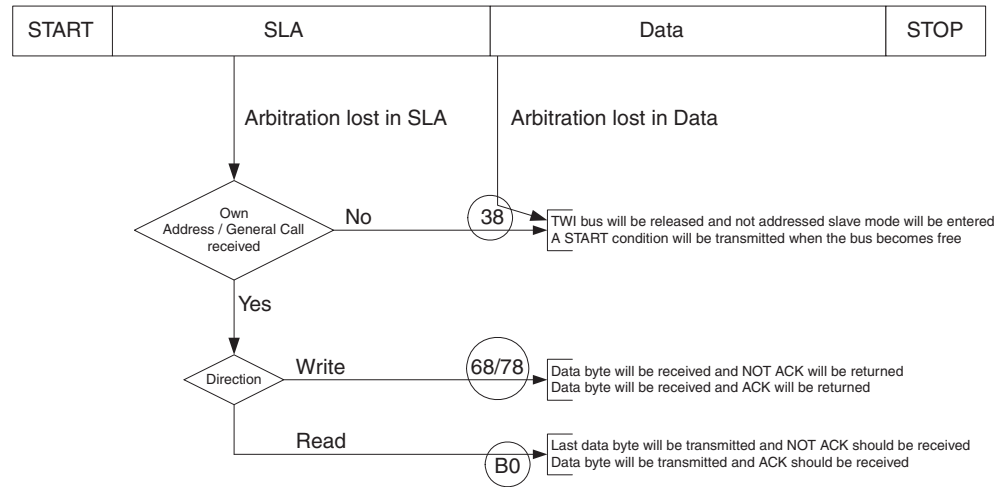 START SLA Data STOP
Arbitration lost in SLA Arbitration lost in Data
Own
Address / General Call
received
No
38
TWI bus will be released and not addressed slave mode will be entered
A START condition will be transmitted when the bus becomes free
Yes
Direction
Write
68/78
Data byte will be received and NOT ACK will be returned
Data byte will be received and ACK will be returned
Read
B0
Last data byte will be transmitted and NOT ACK should be received
Data byte will be transmitted and ACK should be received